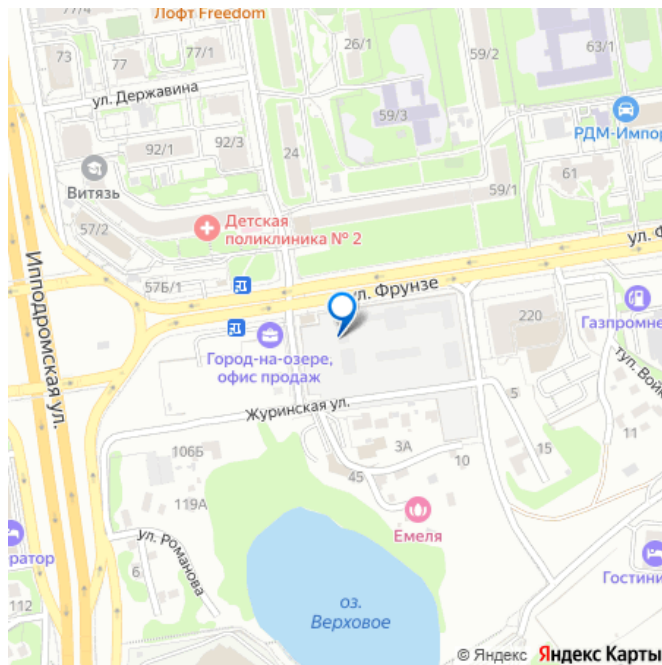 77/4
Лофт Freedom
77/1
73
77
26/1
59/2
63/1
ул. Державина
92/1
92/3
24
59/3
РДМ-Импор
Витязь
57/2
Детская
поликлиника № 2
59/1
61
57Б/1
ул. Ф
ул. Фрунзе
Ипподромская ул.
Город-на-озере,
офис продаж
220
Газпромне
туп. Войк
Журинская ул.
5
106Б
3А
10
15
11
45
119А
Емеля
ул. Романова
6
ратор
112
оз.
Верховое
Гостини
© Яндекс Яндекс Карты